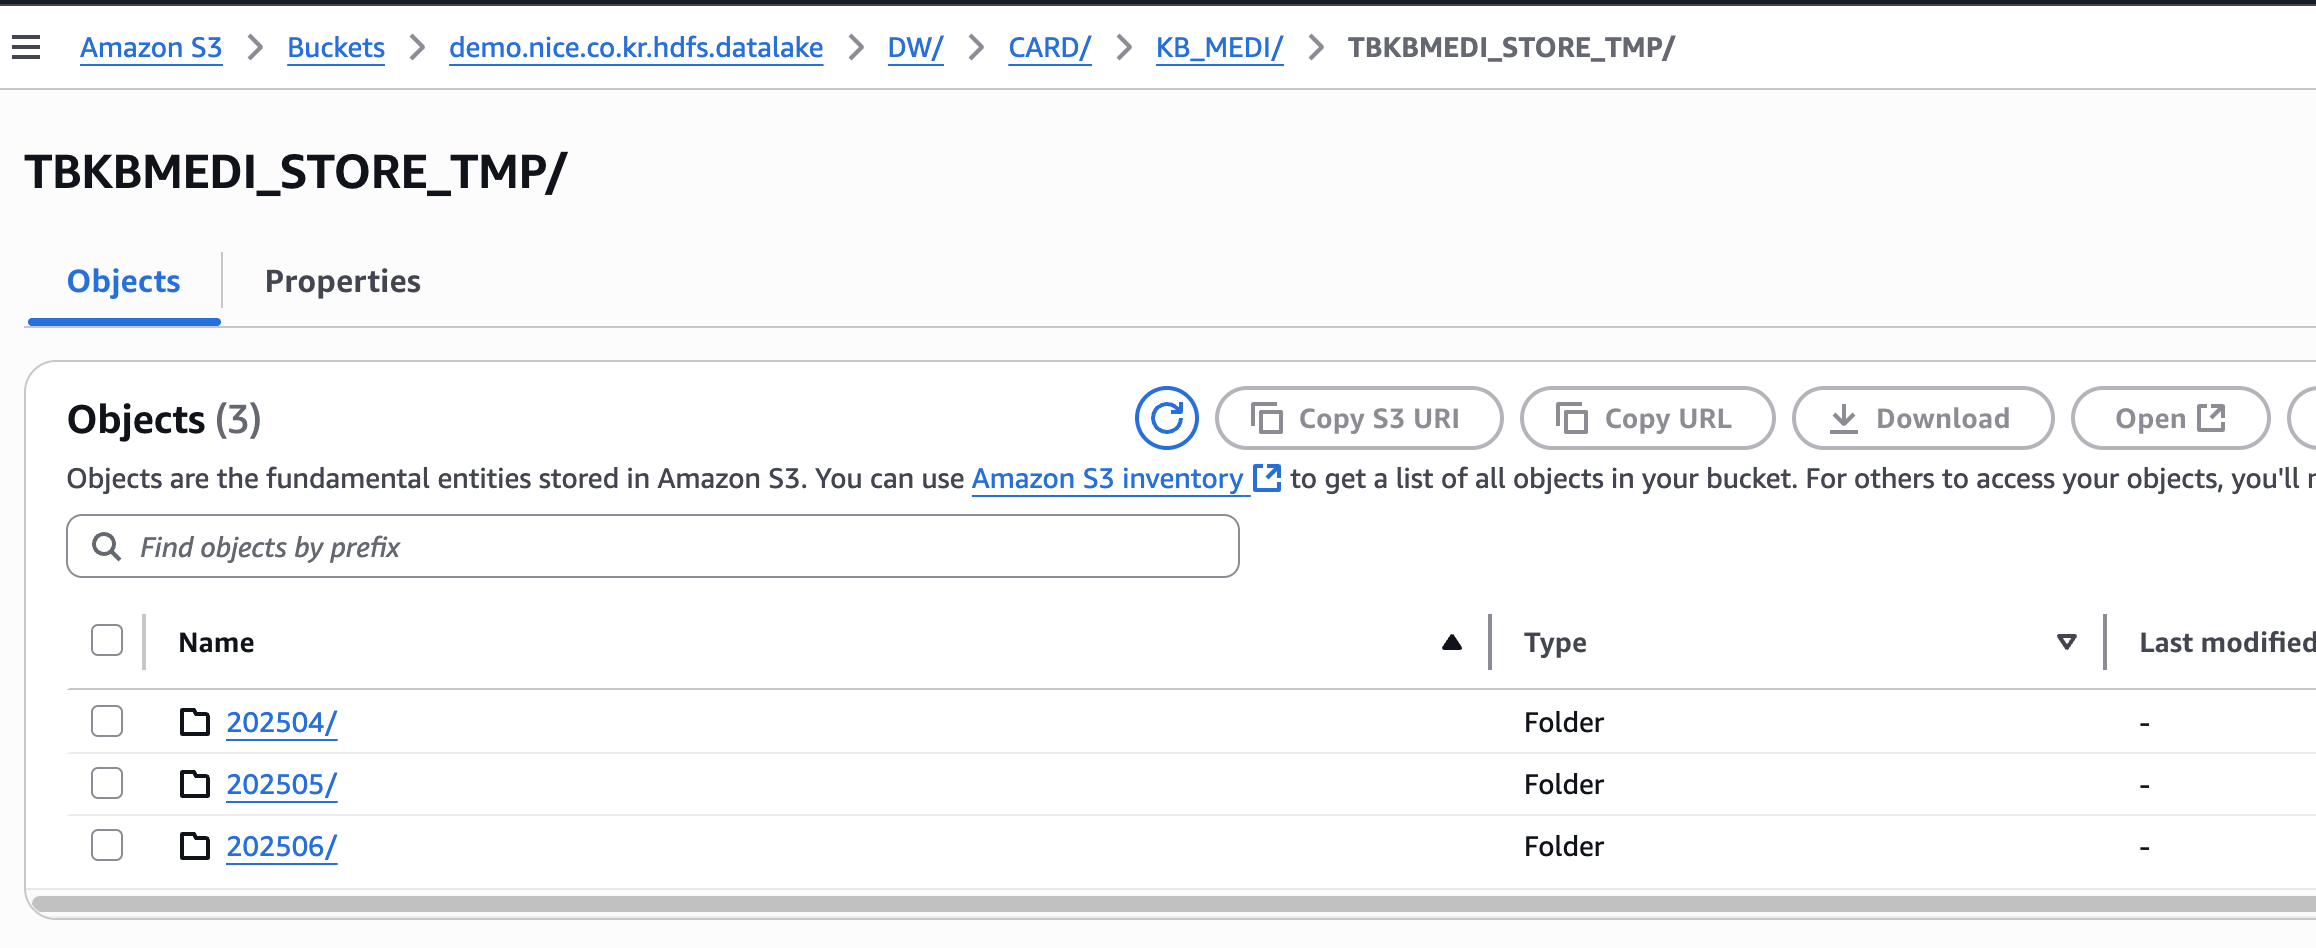 Amazon S3 > Buckets > demo.nice.co.kr.hdfs.datalake > DW/ > CARD/ > KB_MEDI/ > TBKBMEDI_STORE_TMP/
TBKBMEDI_STORE_TMP/
Objects Properties
Objects (3) Copy S3 URI Copy URL Download Open
Objects are the fundamental entities stored in Amazon S3. You can use Amazon S3 inventory to get a list of all objects in your bucket. For others to access your objects, you'll
Find objects by prefix
Name Type Last modified
202504/ Folder -
202505/ Folder -
202506/ Folder -